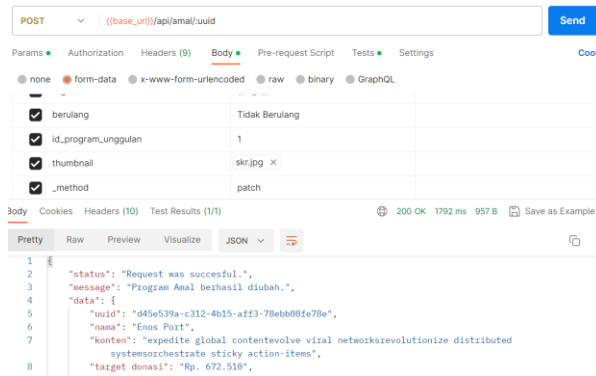 POST {{base_url}}/api/amal/:uuid Send
Params Authorization Headers (9) Body Pre-request Script Tests Settings
none form-data x-www-form-urlencoded raw binary GraphQL
berulang Tidak Berulang
id_program_unggulan 1
thumbnail skr.jpg
_method patch
Body Cookies Headers (10) Test Results (1/1) 200 OK 1792 ms 957 B Save as Example
Pretty Raw Preview Visualize JSON
1 {
2 "status": "Request was succesful.",
3 "message": "Program Amal berhasil diubah.",
4 "data": {
5 "uuid": "d45e539a-c312-4b15-aff3-78ebb08fe78e",
6 "nama": "Enos Port",
7 "konten": "expedite global contentevolve viral networksrevolutionize distributed
systemsorchestrate sticky action-items",
8 "target donasi": "Rp. 672.510",